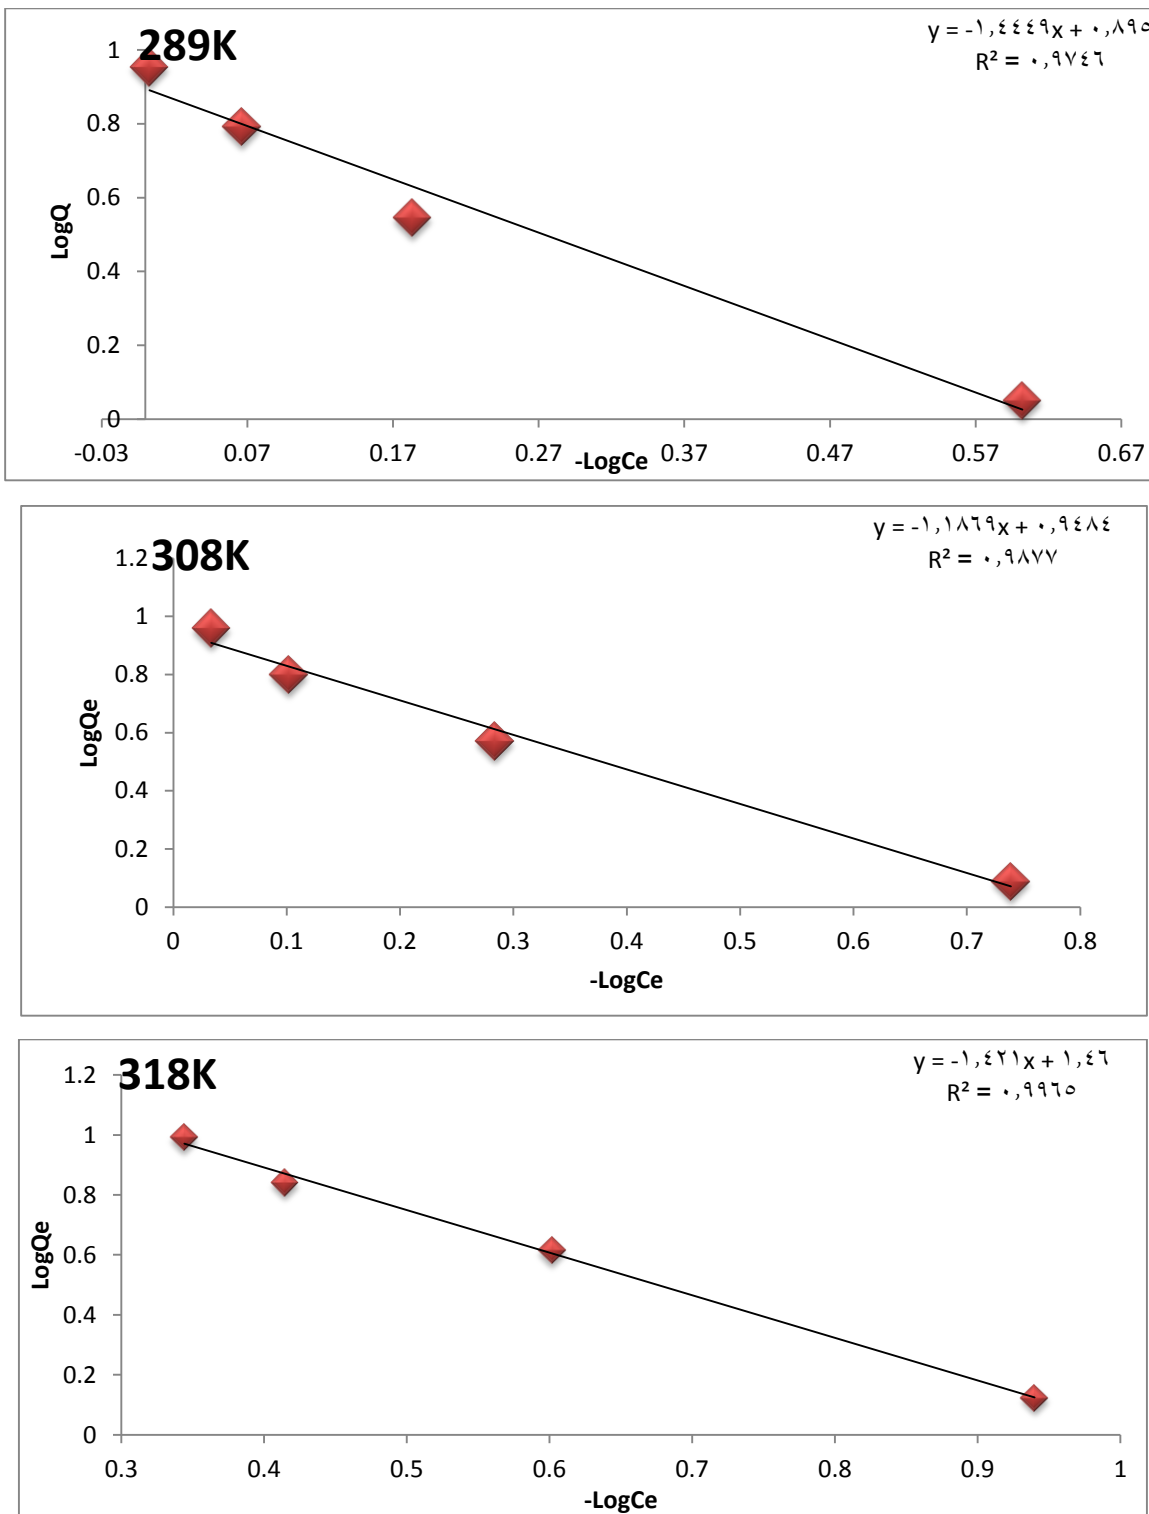 289K
y = -١,٤٤٤٩x + ٠,٨٩٥
R² = ٠,٩٧٤٦
1
0.8
0.6
0.4
0.2
0
LogQ
-0.03 0.07 0.17 0.27 0.37 0.47 0.57 0.67
-LogCe
308K
y = -١,١٨٦٩x + ٠,٩٤٨٤
R² = ٠,٩٨٧٧
1.2
1
0.8
0.6
0.4
0.2
0
LogQe
0 0.1 0.2 0.3 0.4 0.5 0.6 0.7 0.8
-LogCe
318K
y = -١,٤٢١x + ١,٤٦
R² = ٠,٩٩٦٥
1.2
1
0.8
0.6
0.4
0.2
0
LogQe
0.3 0.4 0.5 0.6 0.7 0.8 0.9 1
-LogCe